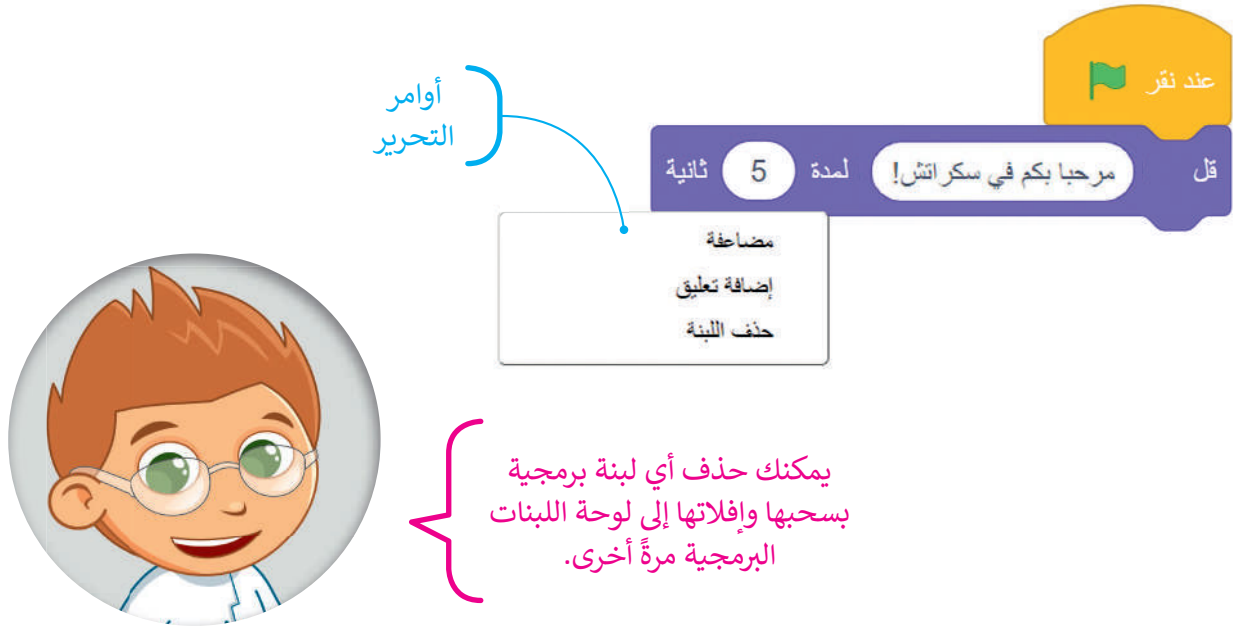 عند نقر
قل مرحبا بكم في سكراتش! لمدة 5 ثانية
أوامر
التحرير
مضاعفة
إضافة تعليق
حذف اللبنة
يمكنك حذف أي لبنة برمجية
بسحبها وإفلاتها إلى لوحة اللبنات
البرمجية مرةً أخرى.